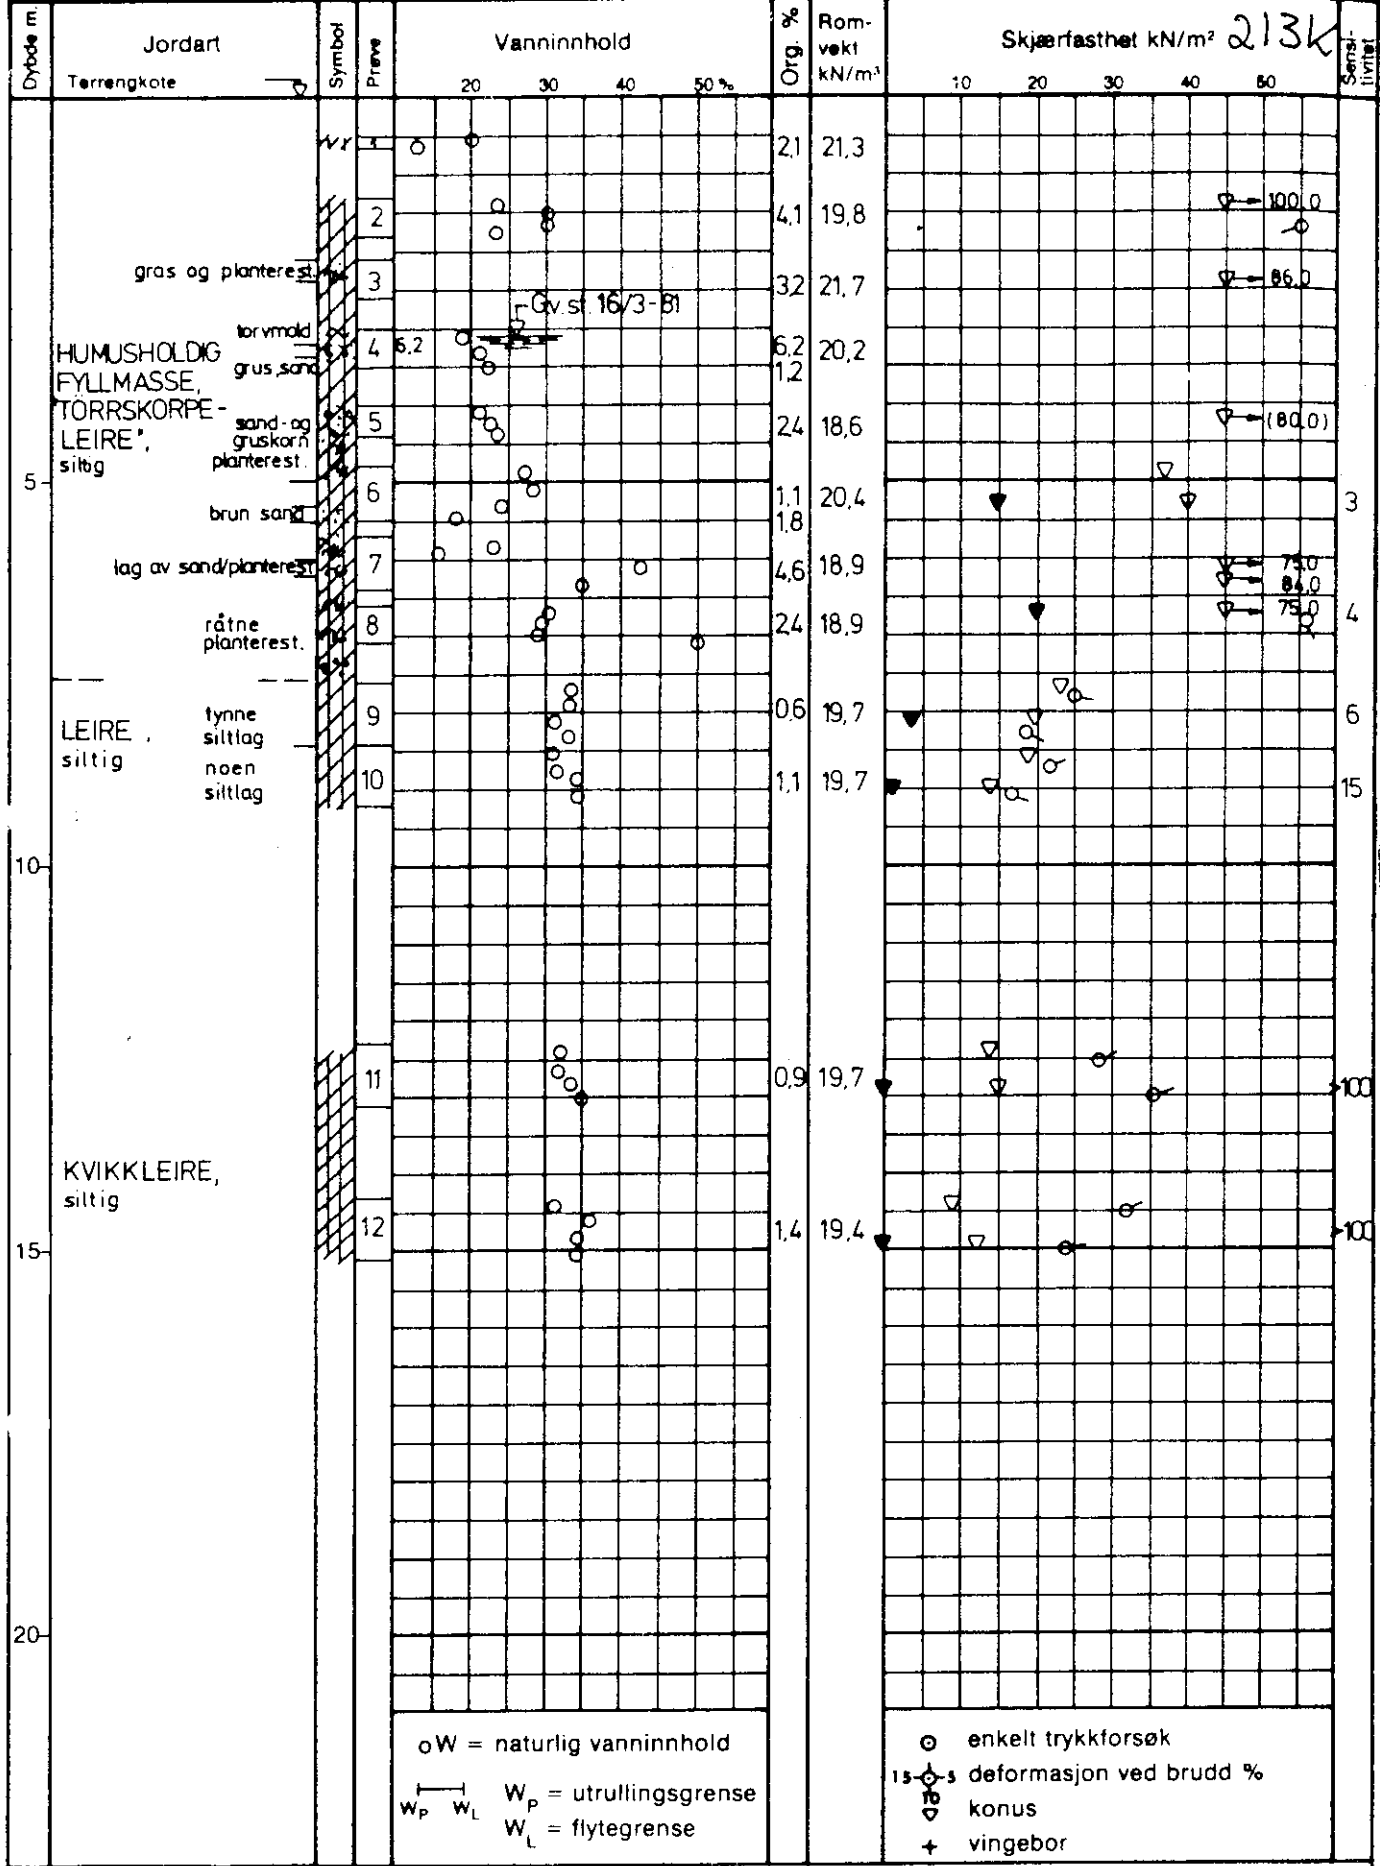 Dybde m.
Jordart
Terrengkote
Symbol
Prøve
Vanninnhold
20 30 40 50 %
Org. %
Rom-
vekt
kN/m³
Skjærfasthet kN/m² 213K
10 20 30 40 50
Sensi-
tivitet
1 2,1 21,3
2 4,1 19,8 100,0
gras og planterest. 3 3,2 21,7 86,0
Gv.st. 16/3-81
torvmold
4 6,2 6,2 20,2
grus, sand 1,2
HUMUSHOLDIG
FYLLMASSE,
TÖRRSKORPE-
LEIRE",
siltig
sand- og
gruskorn
planterest.
5 2,4 18,6 (80,0)
5
6 1,1 20,4 3
brun sand 1,8
lag av sand/planterest 7 4,6 18,9 75,0
84,0
råtne
planterest.
8 2,4 18,9 75,0 4
LEIRE,
siltig
tynne
siltlag
9 0,6 19,7 6
noen
siltlag
10 1,1 19,7 15
10
11 0,9 19,7 >100
KVIKKLEIRE,
siltig
12 1,4 19,4 >100
15
20
o W = naturlig vanninnhold
W_P W_L W_P = utrullingsgrense
W_L = flytegrense
enkelt trykkforsøk
15 5 deformasjon ved brudd %
10
konus
vingebor